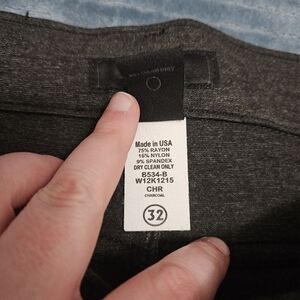 Made in USA
75% RAYON
16% NYLON
9% SPANDEX
DRY CLEAN ONLY
B534-B
W12K1215
CHR
CHARCOAL
32